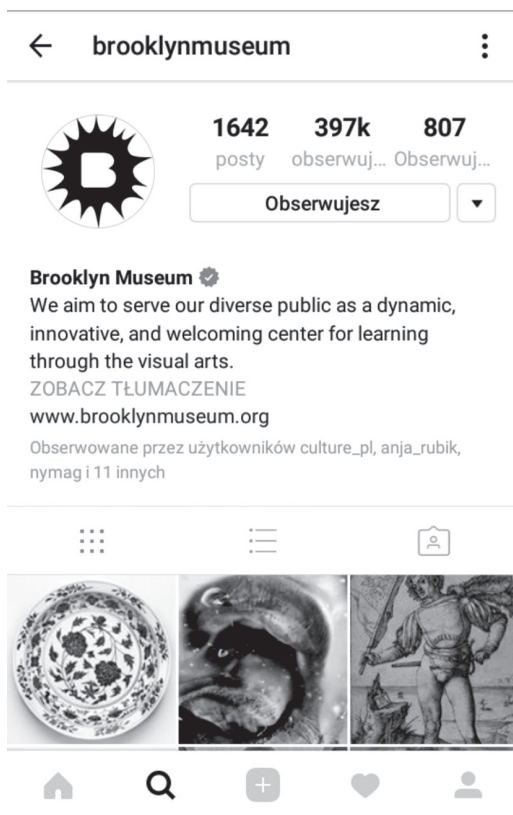 brooklynmuseum
1642 397k 807
posty obserwuj... Obserwuj...
Obserwujesz
B
Brooklyn Museum
We aim to serve our diverse public as a dynamic,
innovative, and welcoming center for learning
through the visual arts.
ZOBACZ TŁUMACZENIE
www.brooklynmuseum.org
Obserwowane przez użytkowników culture_pl, anja_rubik,
nymag i 11 innych